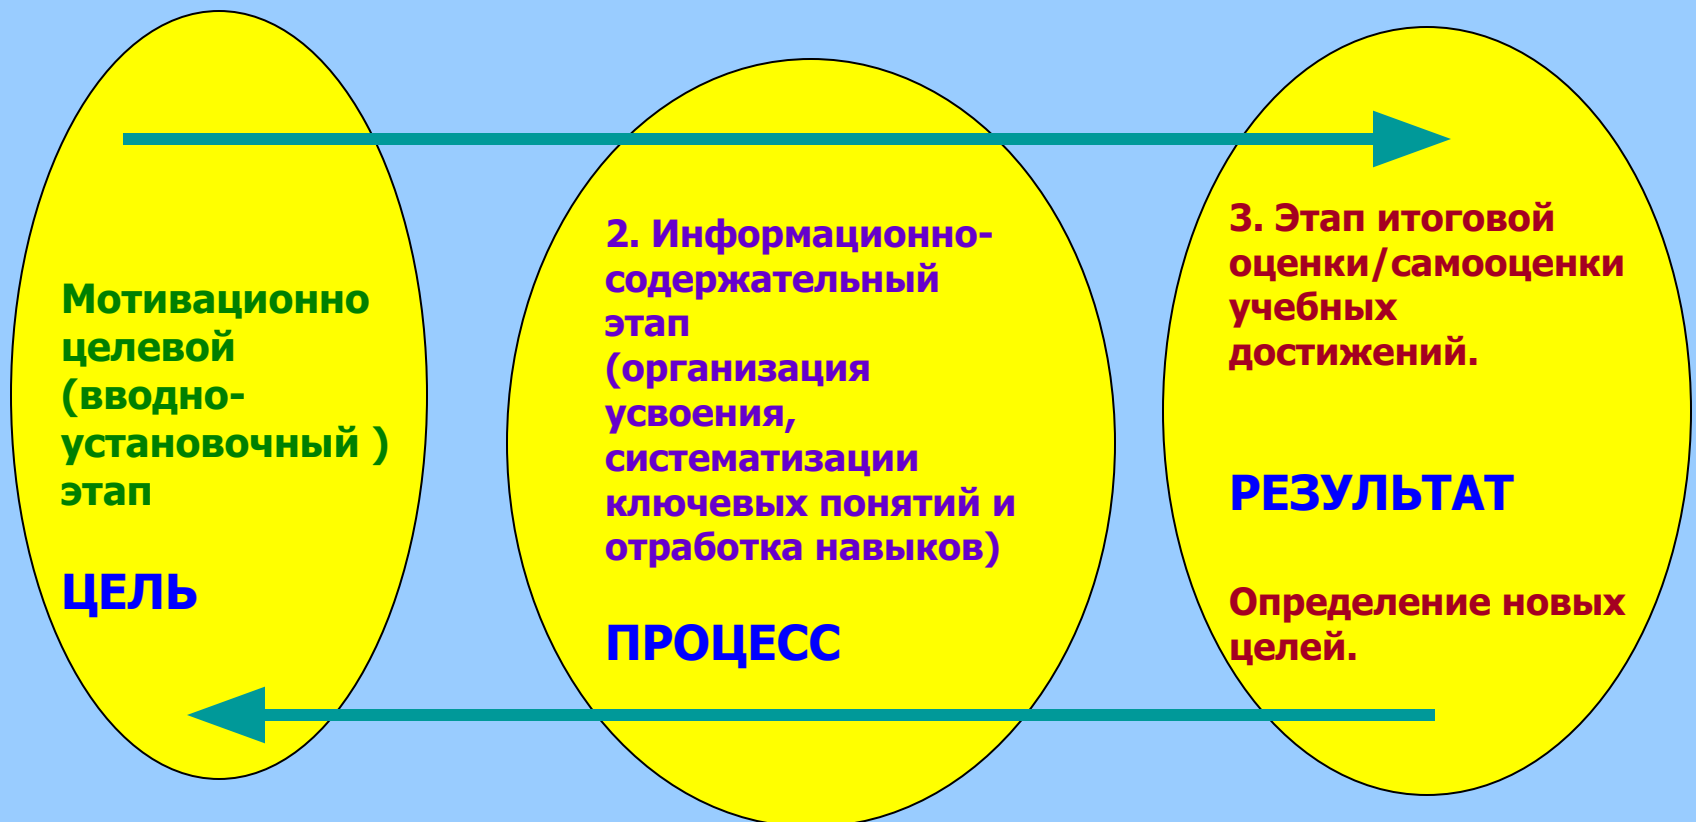 Мотивационно
целевой
(вводно-
установочный )
этап
ЦЕЛЬ
2. Информационно-
содержательный
этап
(организация
усвоения,
систематизации
ключевых понятий и
отработка навыков)
ПРОЦЕСС
3. Этап итоговой
оценки/самооценки
учебных
достижений.
РЕЗУЛЬТАТ
Определение новых
целей.